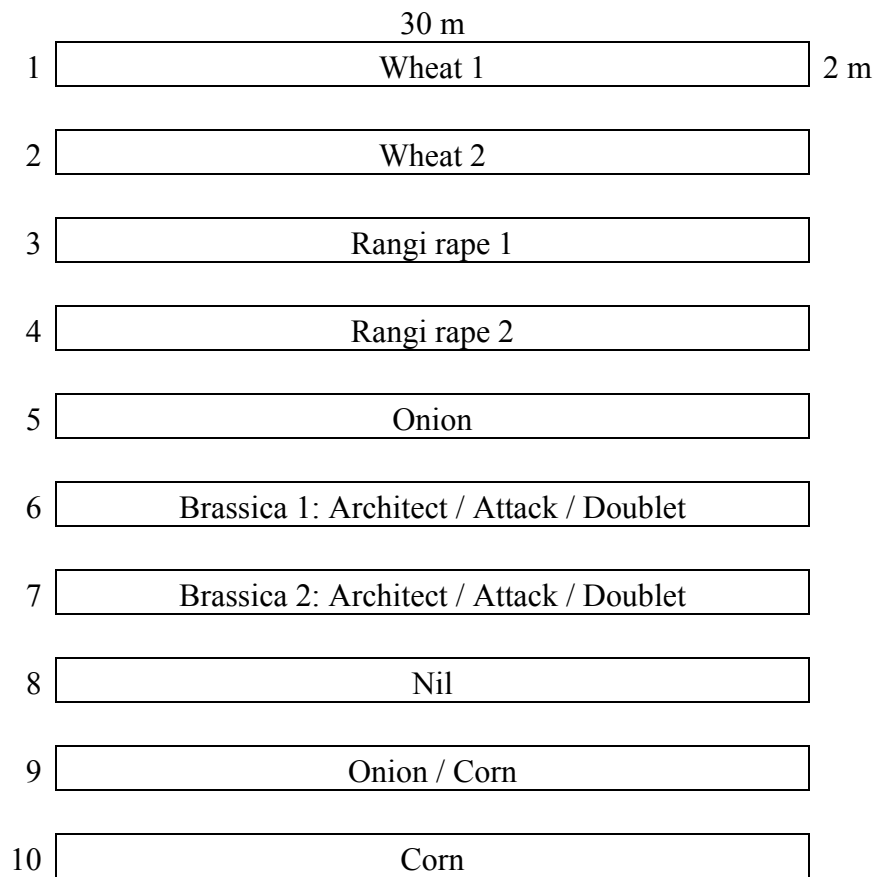 30 m
1 Wheat 1 2 m
2 Wheat 2
3 Rangi rape 1
4 Rangi rape 2
5 Onion
6 Brassica 1: Architect / Attack / Doublet
7 Brassica 2: Architect / Attack / Doublet
8 Nil
9 Onion / Corn
10 Corn